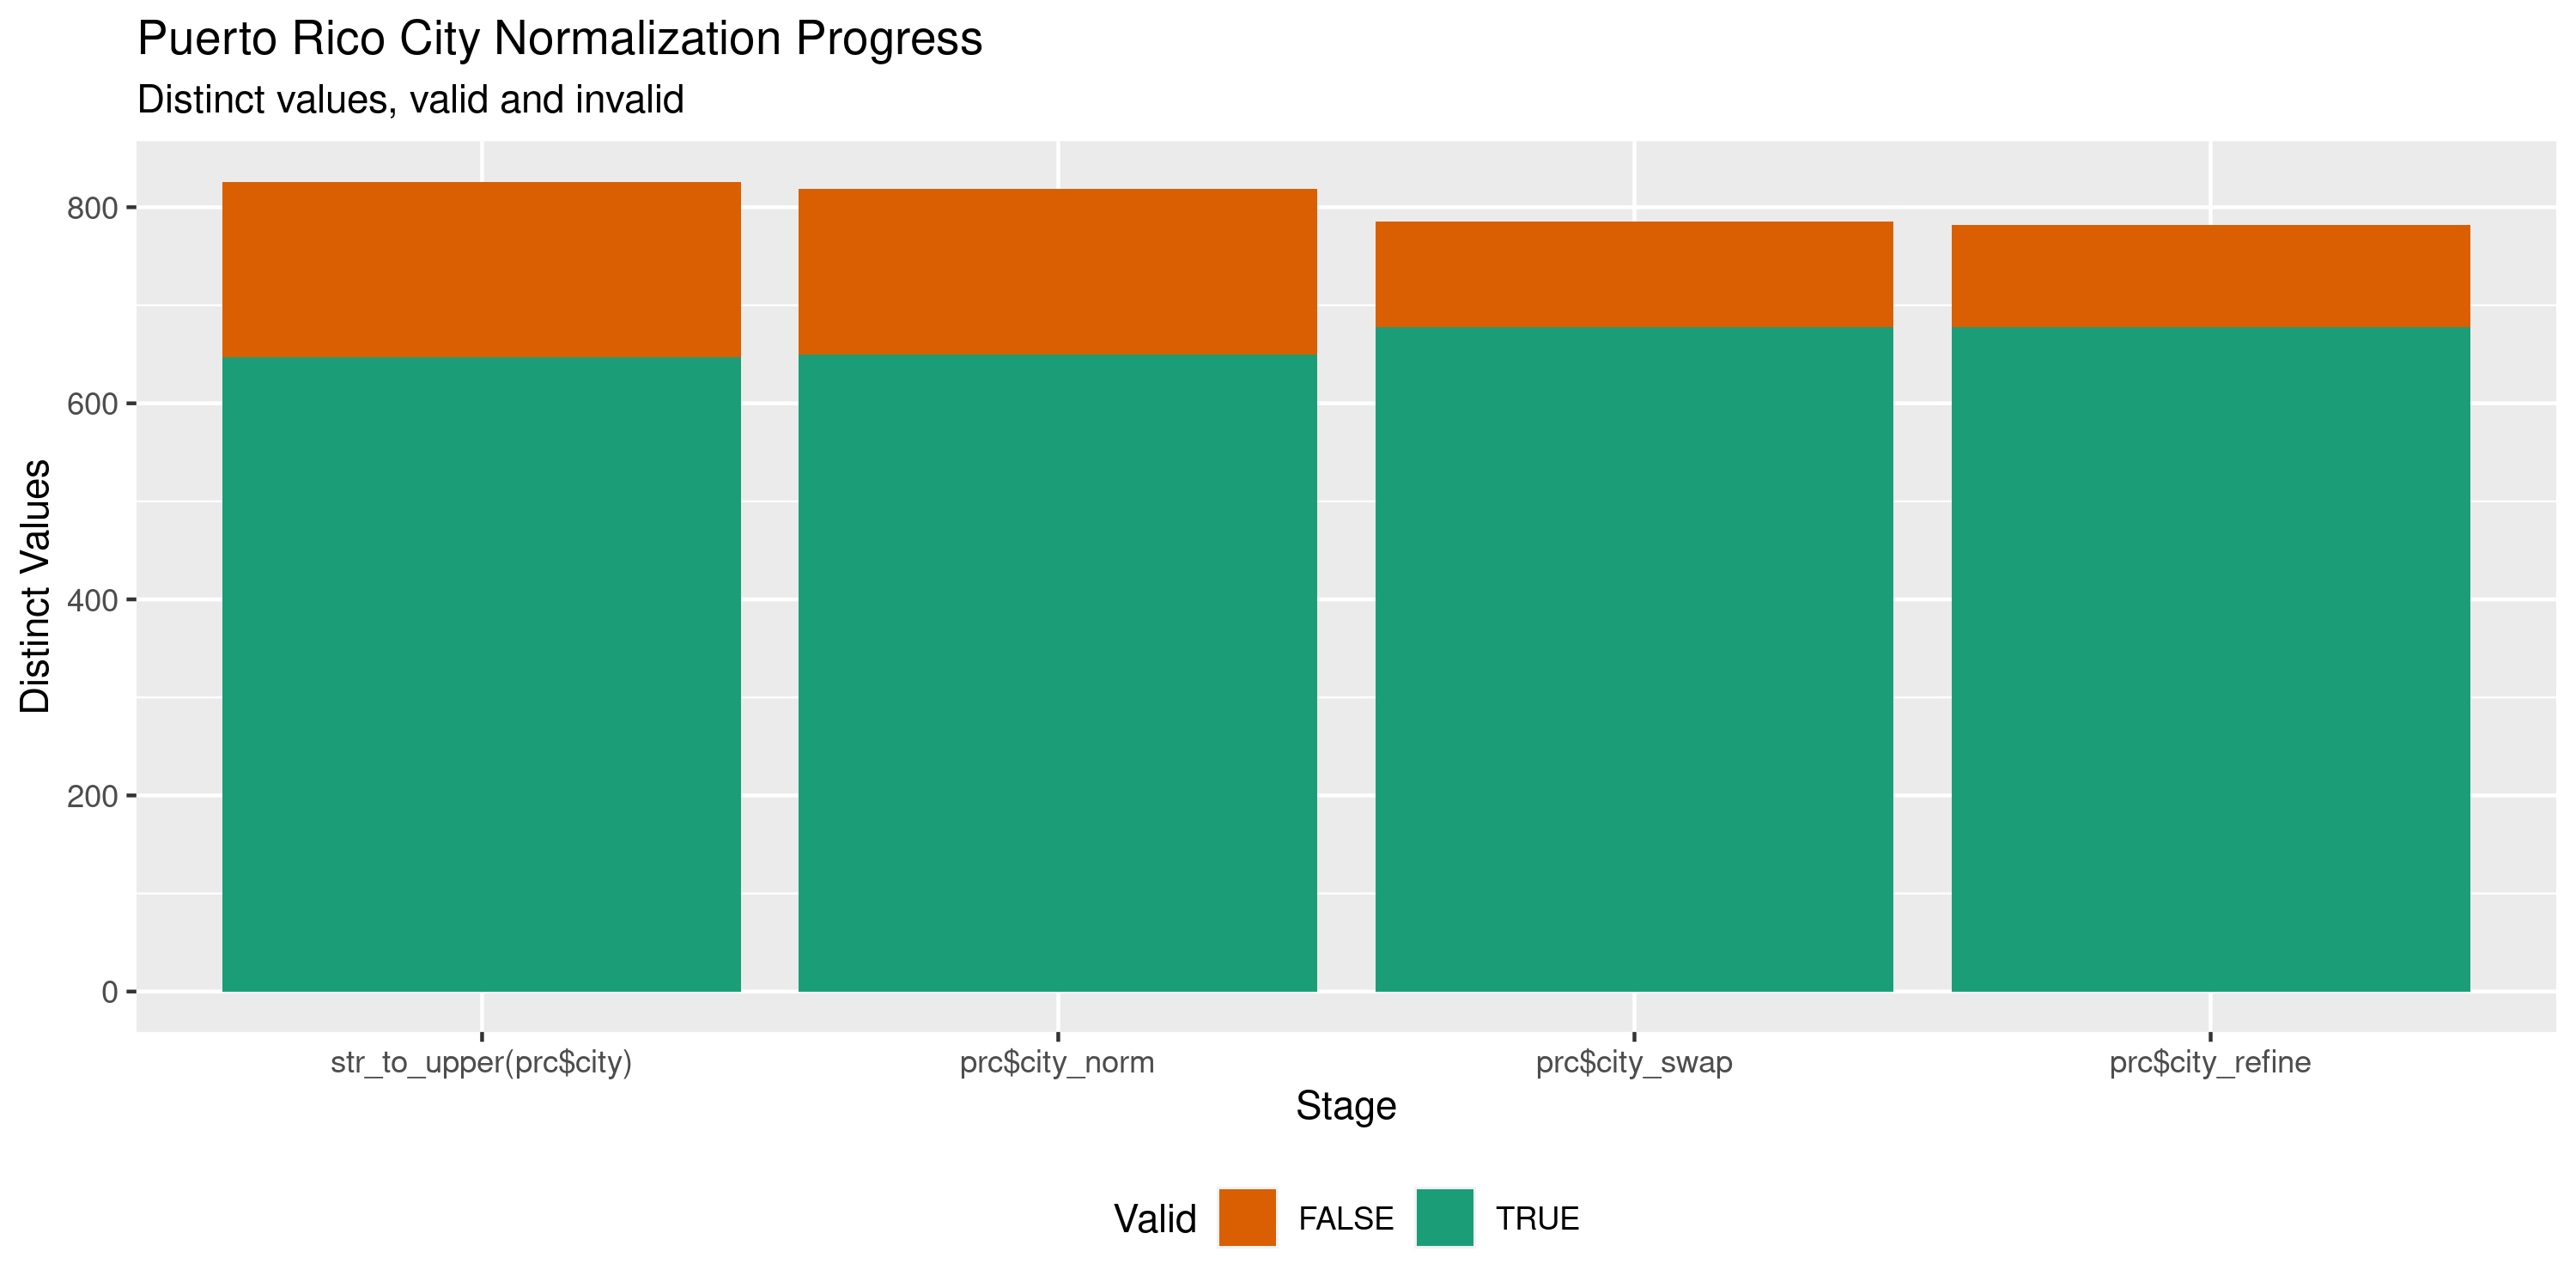 Puerto Rico City Normalization Progress
Distinct values, valid and invalid
Distinct Values
800
600
400
200
0
str_to_upper(prc$city) prc$city_norm prc$city_swap prc$city_refine
Stage
Valid FALSE TRUE